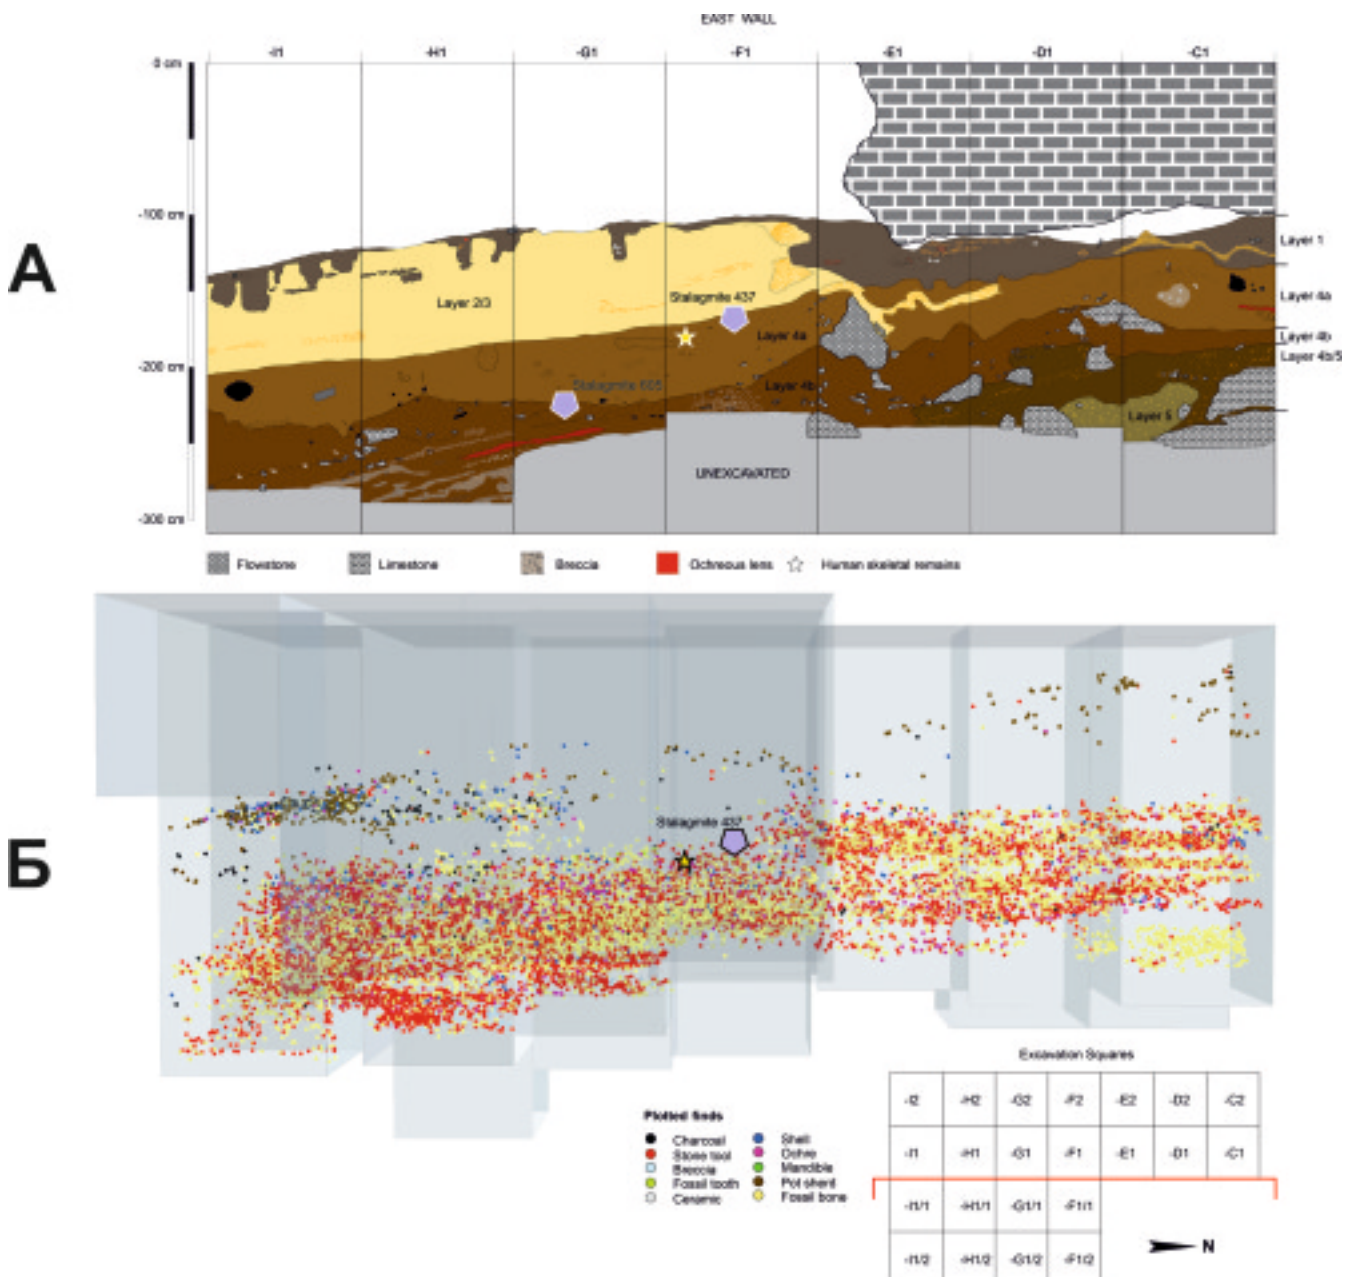 EAST WALL
-I1 -H1 -G1 -F1 -E1 -D1 -C1
-0 cm
-100 cm
-200 cm
-300 cm
А
Layer 1
Layer 4a
Layer 4b
Layer 4b/5
Layer 2/3
Stalagmite 437
Layer 4a
Stalagmite 605
Layer 4b
Layer 5
UNEXCAVATED
Flowstone Limestone Breccia Ochreous lens Human skeletal remains
Б
Stalagmite 437
Excavation Squares
-I2 -H2 -G2 -F2 -E2 -D2 -C2
-I1 -H1 -G1 -F1 -E1 -D1 -C1
-I1/1 -H1/1 -G1/1 -F1/1
-I1/2 -H1/2 -G1/2 -F1/2
N
Plotted finds
Charcoal Shell
Stone tool Ochre
Breccia Mandible
Fossil tooth Pot sherd
Ceramic Fossil bone